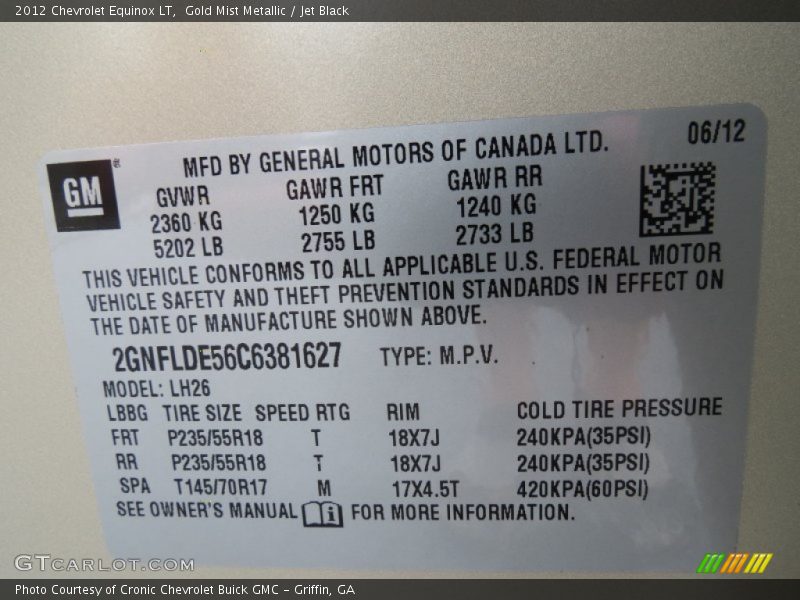 2012 Chevrolet Equinox LT,  Gold Mist Metallic / Jet Black
06/12
GM®
MFD BY GENERAL MOTORS OF CANADA LTD.
GVWR GAWR FRT GAWR RR
2360 KG 1250 KG 1240 KG
5202 LB 2755 LB 2733 LB
THIS VEHICLE CONFORMS TO ALL APPLICABLE U.S. FEDERAL MOTOR
VEHICLE SAFETY AND THEFT PREVENTION STANDARDS IN EFFECT ON
THE DATE OF MANUFACTURE SHOWN ABOVE.
2GNFLDE56C6381627 TYPE: M.P.V.
MODEL: LH26
LBBG TIRE SIZE SPEED RTG RIM COLD TIRE PRESSURE
FRT P235/55R18 T 18X7J 240KPA(35PSI)
RR P235/55R18 T 18X7J 240KPA(35PSI)
SPA T145/70R17 M 17X4.5T 420KPA(60PSI)
SEE OWNER'S MANUAL i FOR MORE INFORMATION.
GTCARLOT.COM
Photo Courtesy of Cronic Chevrolet Buick GMC – Griffin, GA